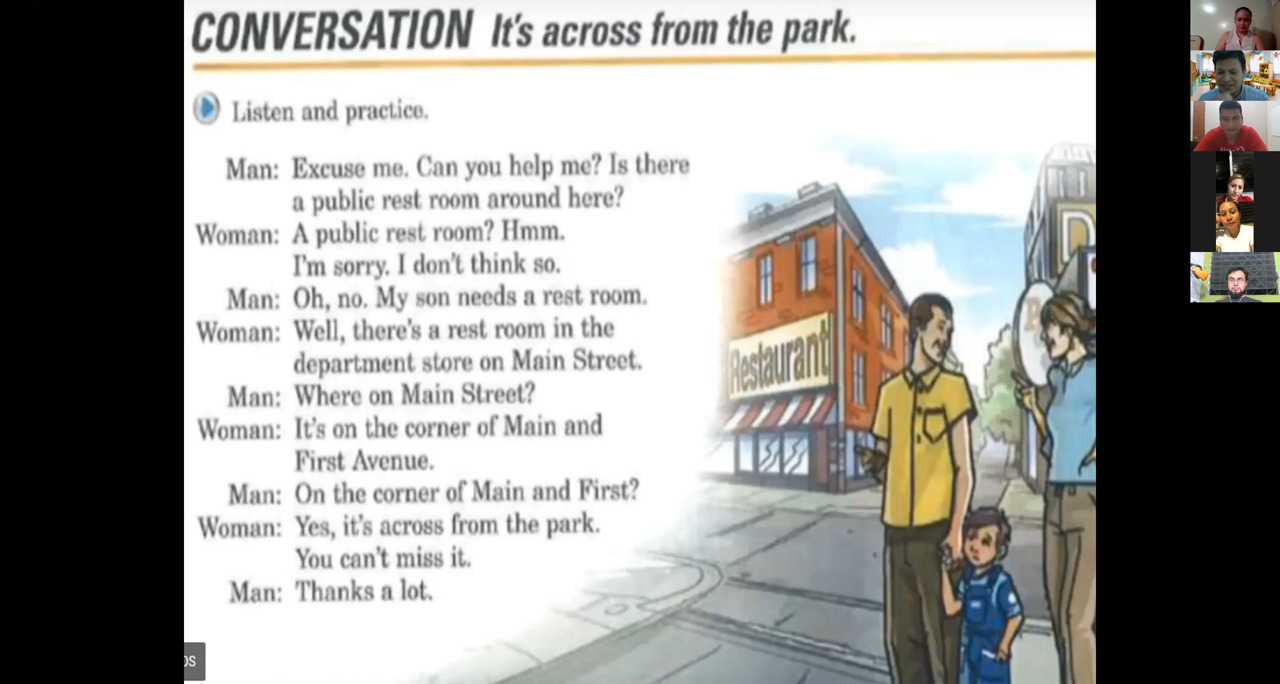 CONVERSATION It's across from the park.
Listen and practice.
Man: Excuse me. Can you help me? Is there
a public rest room around here?
Woman: A public rest room? Hmm.
I'm sorry. I don't think so.
Man: Oh, no. My son needs a rest room.
Woman: Well, there's a rest room in the
department store on Main Street.
Man: Where on Main Street?
Woman: It's on the corner of Main and
First Avenue.
Man: On the corner of Main and First?
Woman: Yes, it's across from the park.
You can't miss it.
Man: Thanks a lot.
Restaurant
D